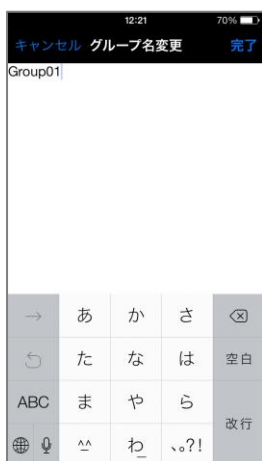 12:21 70%
キャンセル グループ名変更 完了
Group01
→ あ か さ
た な は 空白
ABC ま や ら 改行
^^ わ_ 、。?!